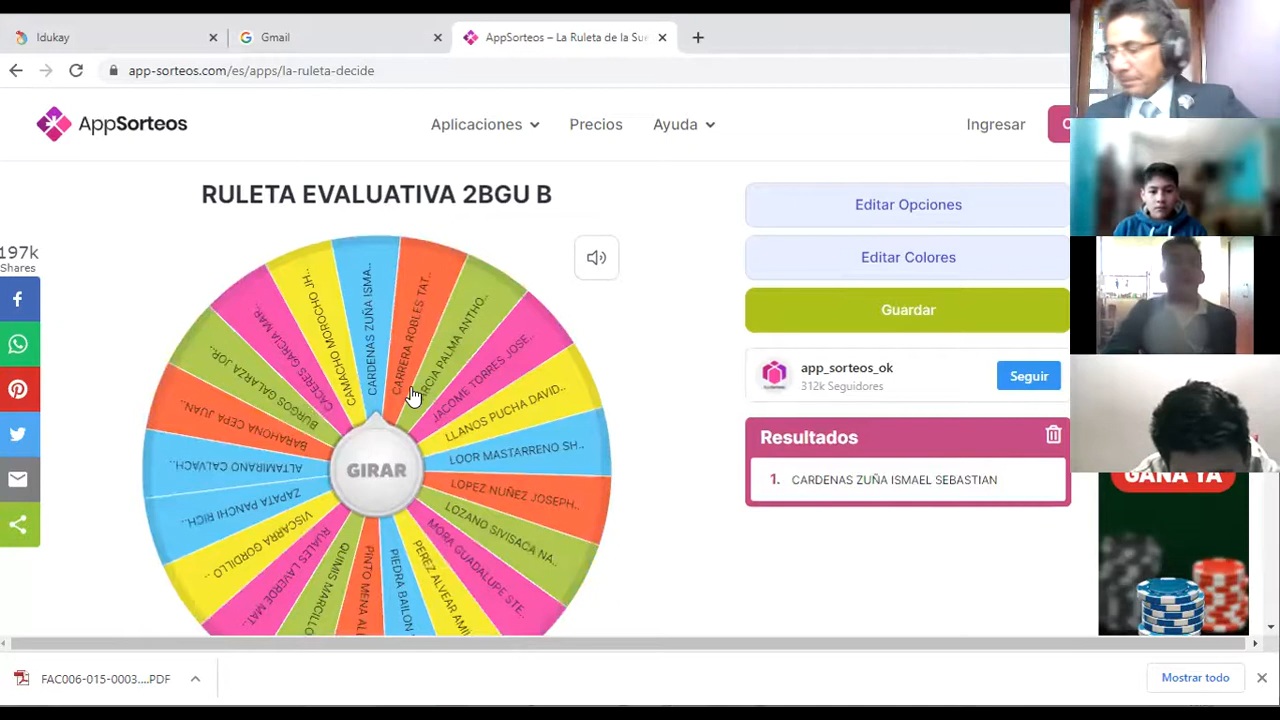 Idukay
Gmail
AppSorteos – La Ruleta de la Sue
app-sorteos.com/es/apps/la-ruleta-decide
AppSorteos
Aplicaciones
Precios
Ayuda
Ingresar
RULETA EVALUATIVA 2BGU B
197k
Shares
CARDENAS ZUÑA ISMA..
CARRERA ROBLES TAT..
GARCIA PALMA ANTHO..
JACOME TORRES JOSE..
LLANOS PUCHA DAVID..
LOOR MASTARRENO SH..
LOPEZ NUÑEZ JOSEPH..
LOZANO SIVISACA NA..
MORA GUADALUPE STE..
PEREZ ALVEAR AMI
PIEDRA BAILON
PINTO MENA AL
QUIMIS MARCILLO
RUALES LAVERDE MAT..
VISCARRA GORDILLO ..
ZAPATA PANCHI RICH..
ALTAMIRANO CALVACH..
BARAHONA CEPA JUAN..
BURGOS GALARZA JOR..
CACERES GARCIA MAR..
CAMACHO MOROCHO JH..
GIRAR
Editar Opciones
Editar Colores
Guardar
app_sorteos_ok
312k Seguidores
Seguir
Resultados
1. CARDENAS ZUÑA ISMAEL SEBASTIAN
GANA YA
FAC006-015-0003....PDF
Mostrar todo